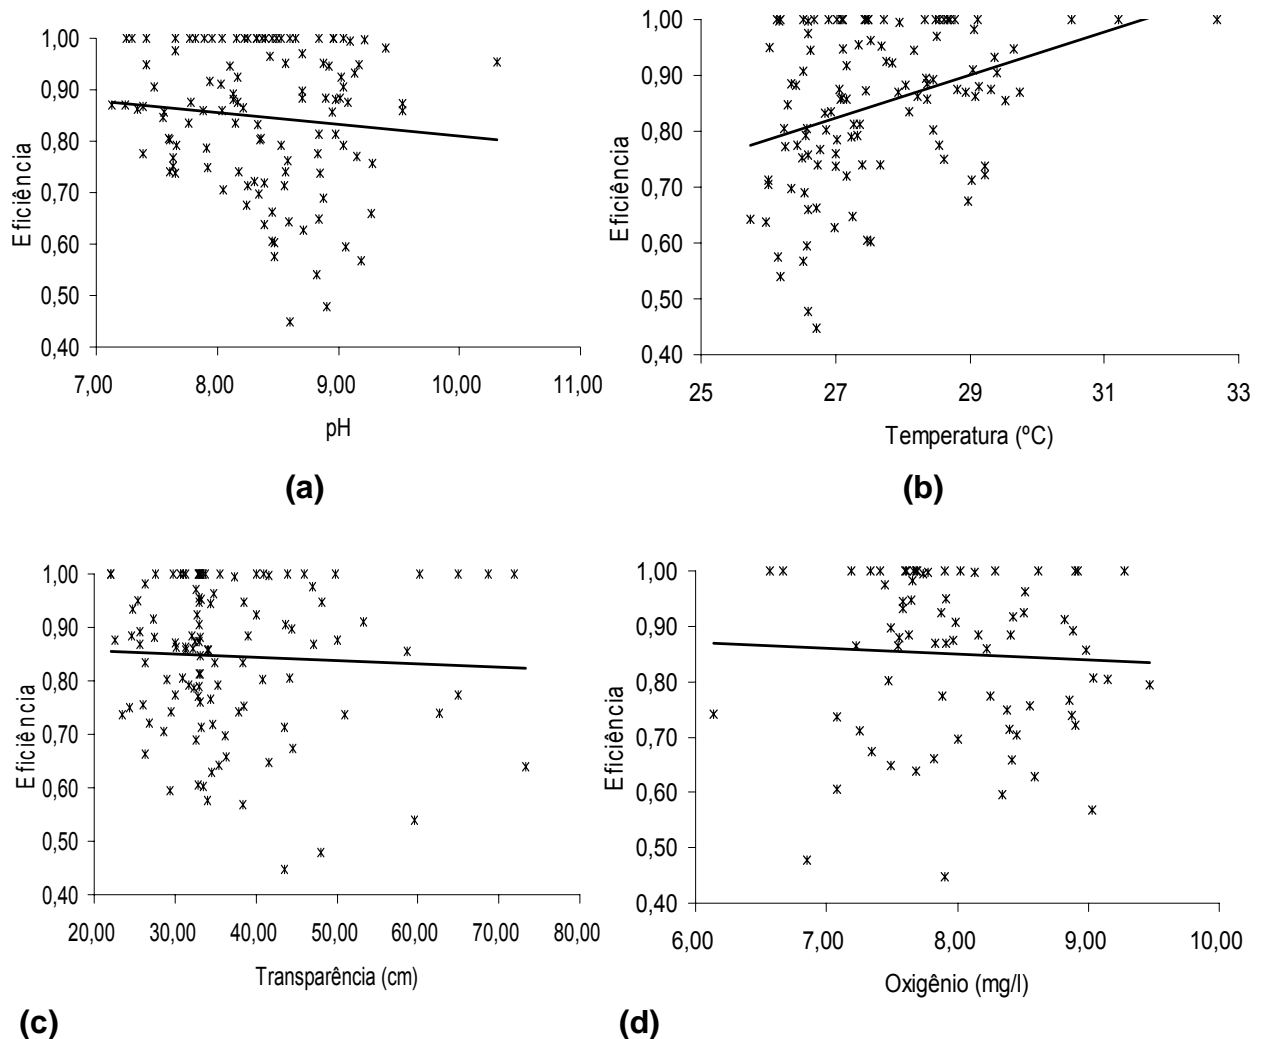 1,00
0,90
0,80
0,70
0,60
0,50
0,40
Eficiência
7,00 8,00 9,00 10,00 11,00
pH
(a)
1,00
0,90
0,80
0,70
0,60
0,50
0,40
Eficiência
25 27 29 31 33
Temperatura (ºC)
(b)
1,00
0,90
0,80
0,70
0,60
0,50
0,40
Eficiência
20,00 30,00 40,00 50,00 60,00 70,00 80,00
Transparência (cm)
(c)
1,00
0,90
0,80
0,70
0,60
0,50
0,40
Eficiência
6,00 7,00 8,00 9,00 10,00
Oxigênio (mg/l)
(d)